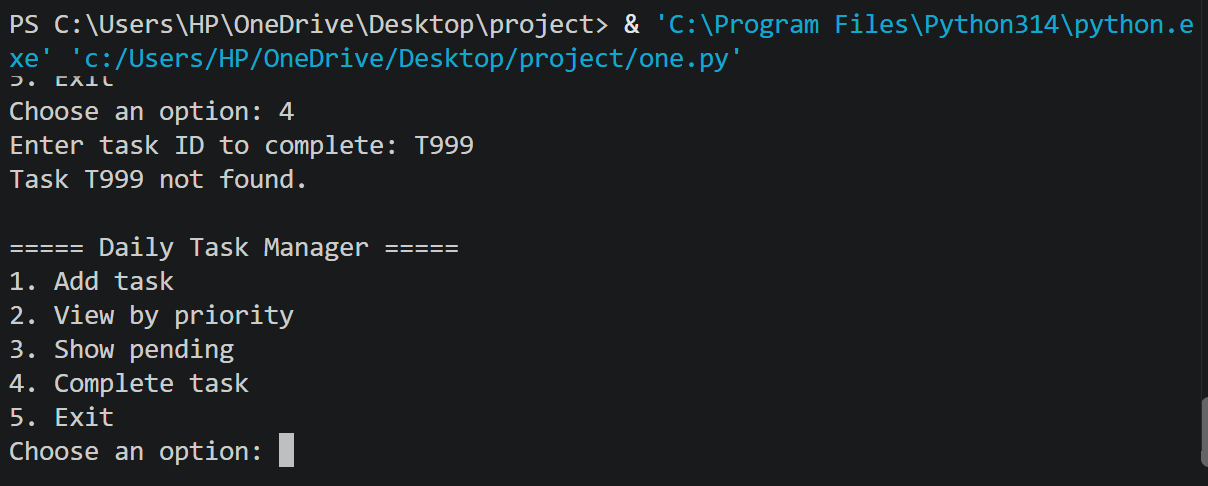 PS C:\Users\HP\OneDrive\Desktop\project> & 'C:\Program Files\Python314\python.e
xe' 'c:/Users/HP/OneDrive/Desktop/project/one.py'
5. Exit
Choose an option: 4
Enter task ID to complete: T999
Task T999 not found.
===== Daily Task Manager =====
1. Add task
2. View by priority
3. Show pending
4. Complete task
5. Exit
Choose an option: